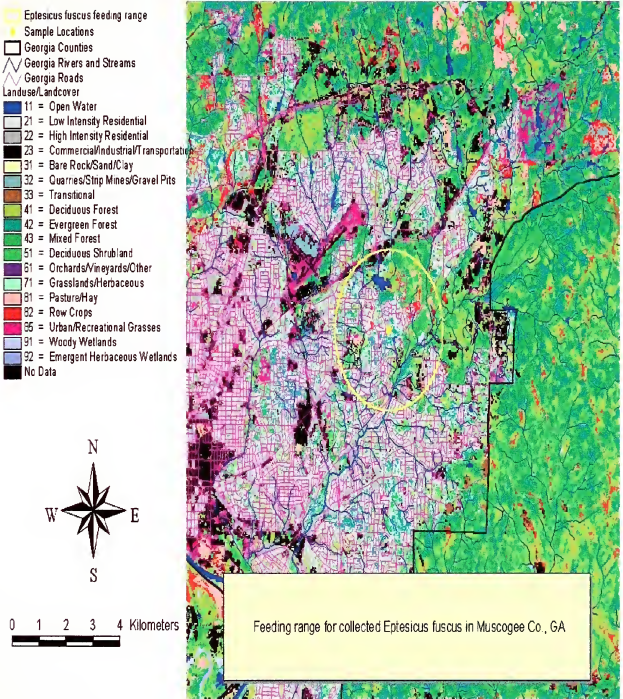 Eptesicus fuscus feeding range
Sample Locations
Georgia Counties
Georgia Rivers and Streams
Georgia Roads
Landuse/Landcover
11 = Open Water
21 = Low Intensity Residential
22 = High Intensity Residential
23 = Commercial/Industrial/Transportation
31 = Bare Rock/Sand/Clay
32 = Quarries/Strip Mines/Gravel Pits
33 = Transitional
41 = Deciduous Forest
42 = Evergreen Forest
43 = Mixed Forest
51 = Deciduous Shrubland
61 = Orchards/Vineyards/Other
71 = Grasslands/Herbaceous
81 = Pasture/Hay
82 = Row Crops
85 = Urban/Recreational Grasses
91 = Woody Wetlands
92 = Emergent Herbaceous Wetlands
No Data
N
W E
S
0 1 2 3 4 Kilometers
Feeding range for collected Eptesicus fuscus in Muscogee Co., GA